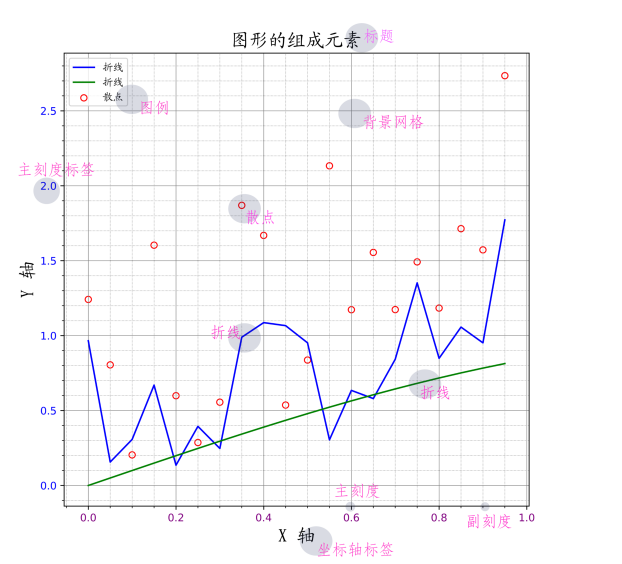 标题
图形的组成元素
折线
折线
散点
图例
背景网格
2.5
主刻度标签
2.0
散点
1.5
Y 轴
折线
1.0
折线
0.5
主刻度
0.0
0.0 0.2 0.4 0.6 0.8 1.0
副刻度
X 轴
坐标轴标签